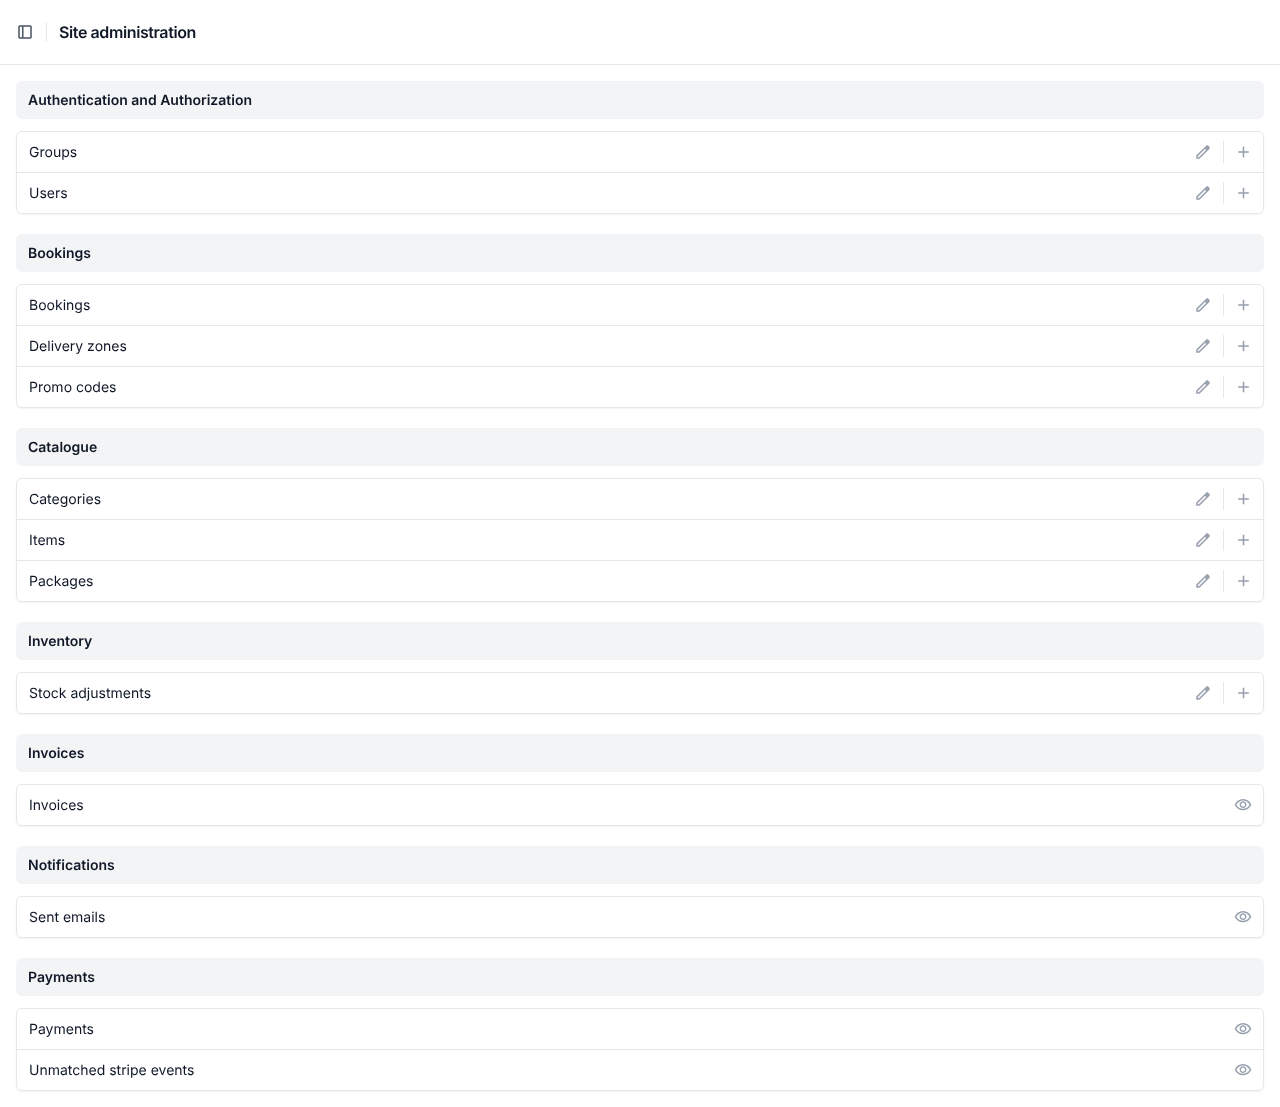 Site administration
Authentication and Authorization
Groups
Users
Bookings
Bookings
Delivery zones
Promo codes
Catalogue
Categories
Items
Packages
Inventory
Stock adjustments
Invoices
Invoices
Notifications
Sent emails
Payments
Payments
Unmatched stripe events